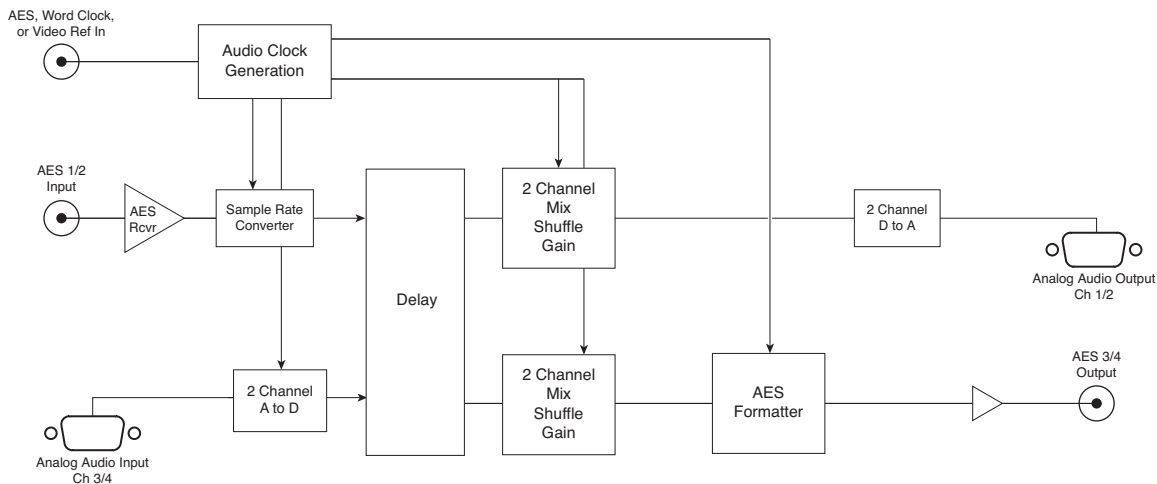 AES, Word Clock,
or Video Ref In
Audio Clock
Generation
AES 1/2
Input
AES
Rcvr
Sample Rate
Converter
Delay
2 Channel
Mix
Shuffle
Gain
2 Channel
D to A
Analog Audio Output
Ch 1/2
2 Channel
A to D
Analog Audio Input
Ch 3/4
2 Channel
Mix
Shuffle
Gain
AES
Formatter
AES 3/4
Output